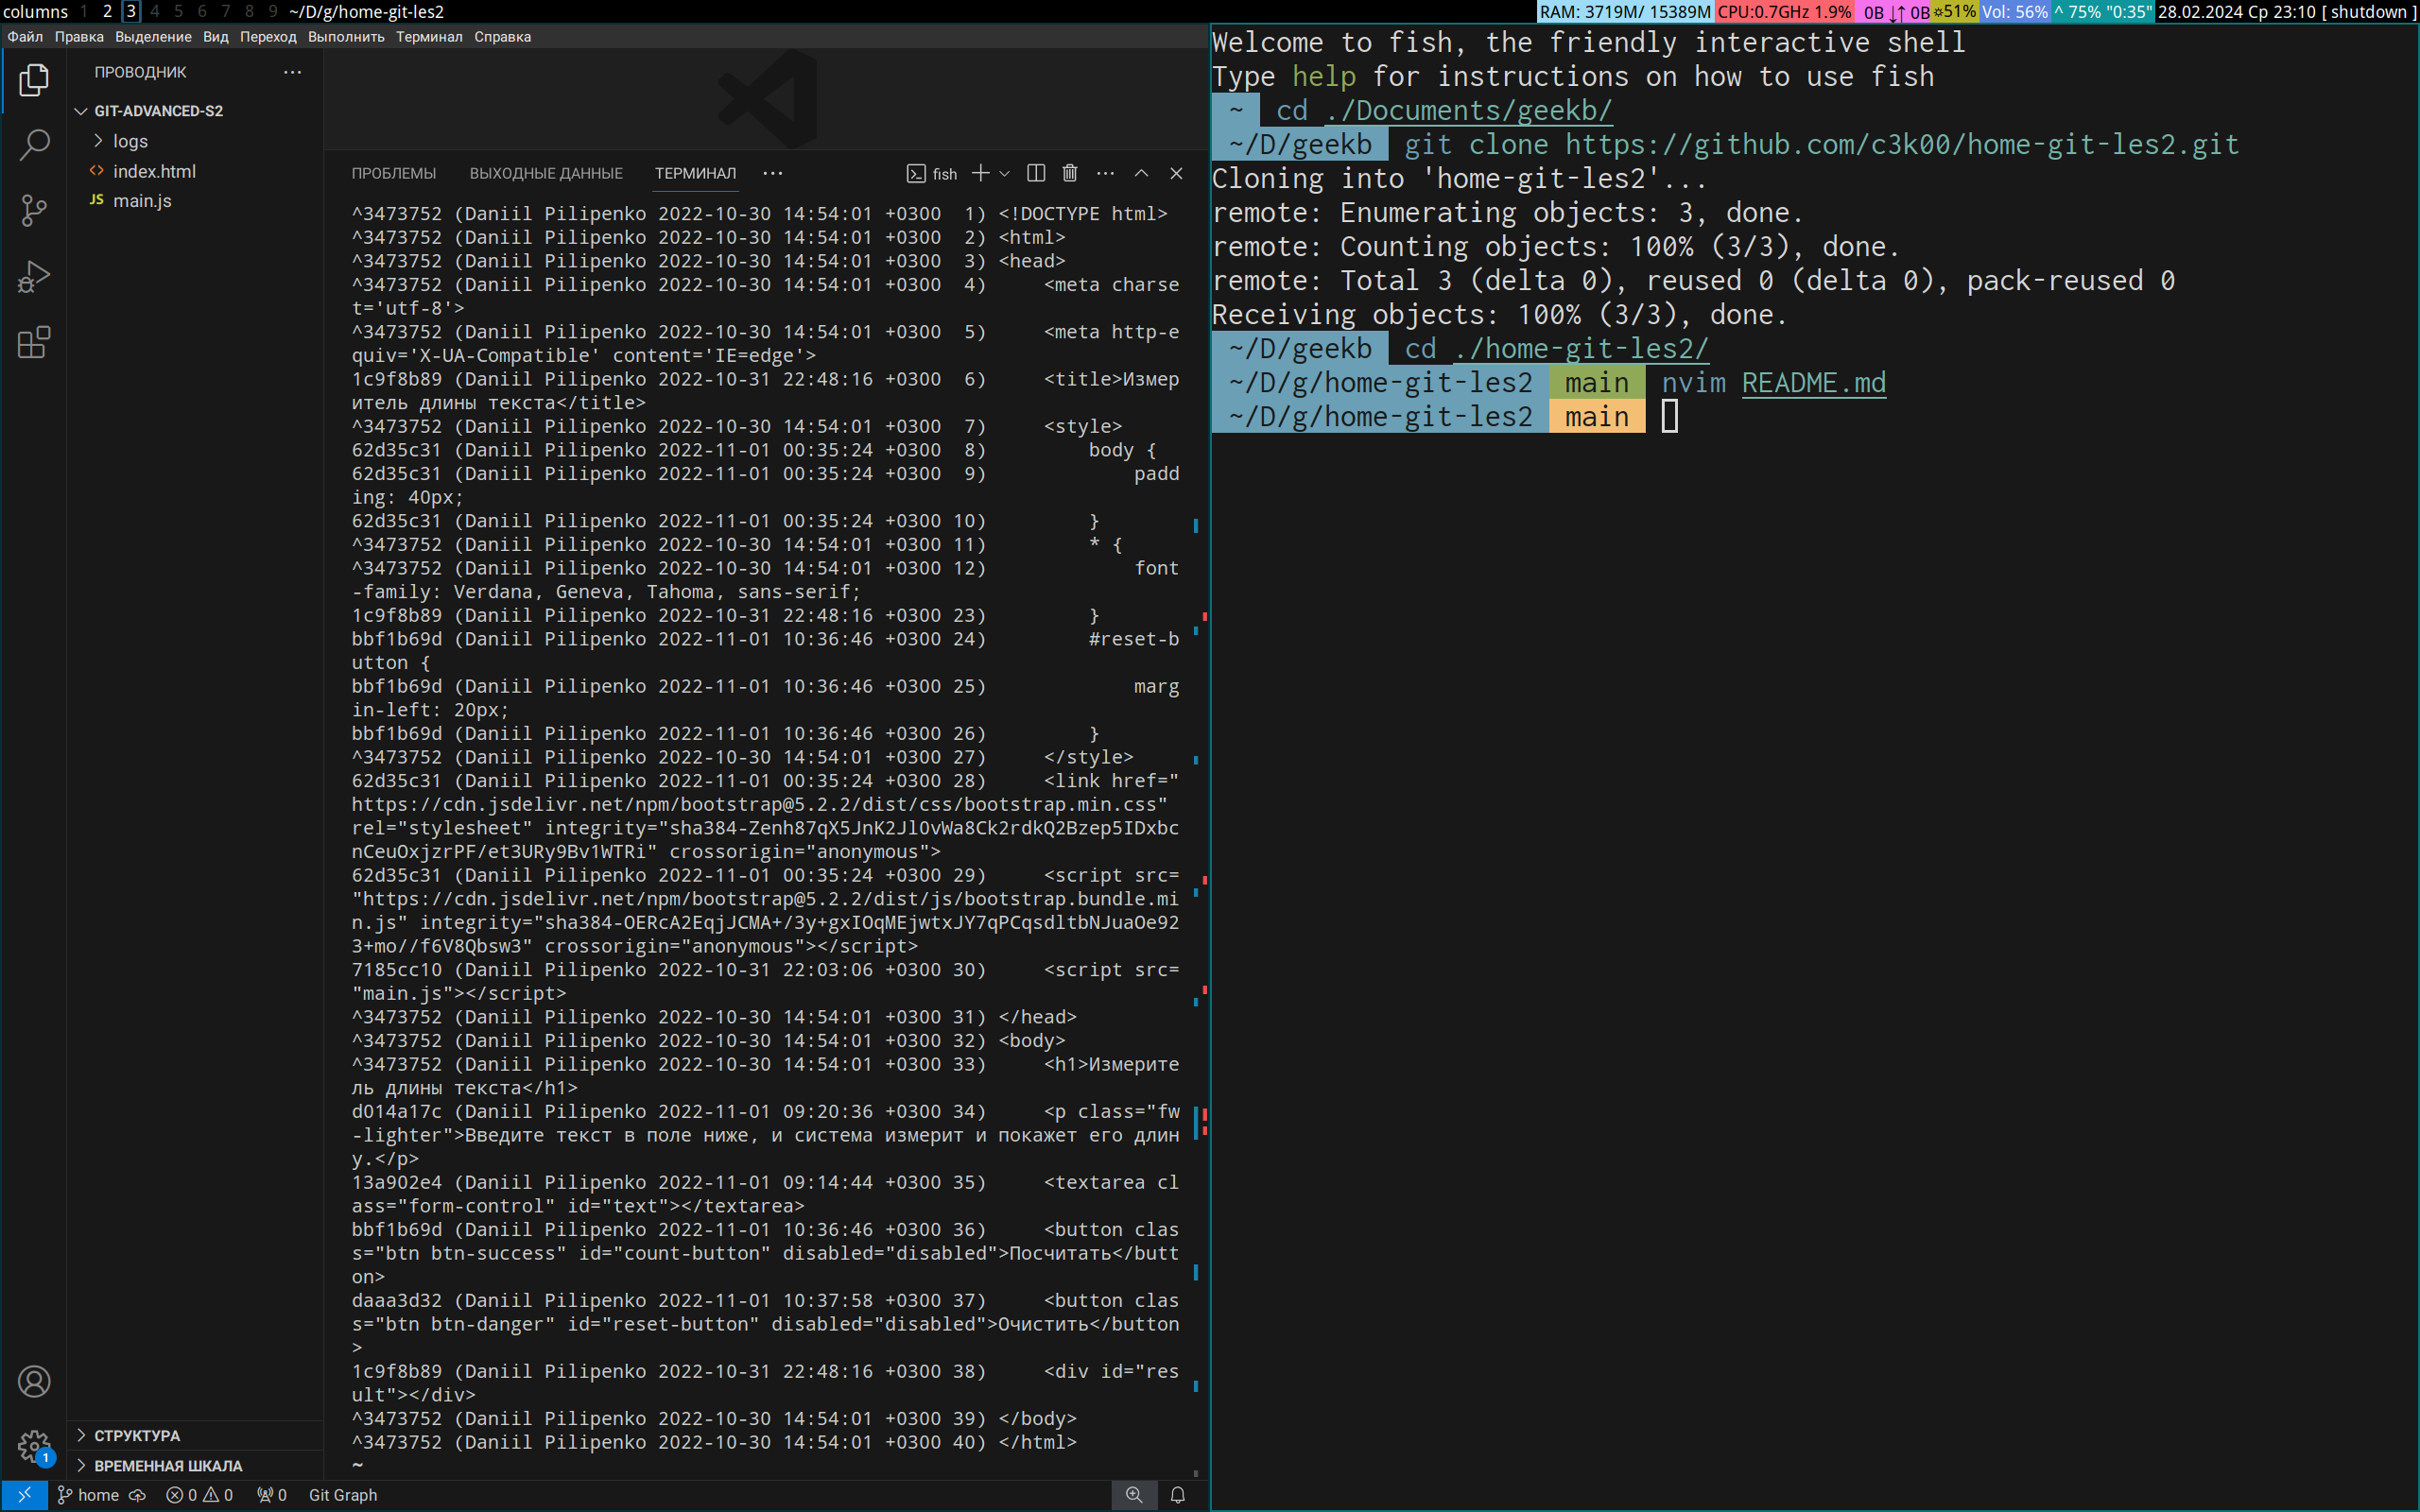 columns 1 2 3 4 5 6 7 8 9 ~/D/g/home-git-les2
RAM: 3719M/ 15389M CPU:0.7GHz 1.9% 0B ↓↑ 0B ☼51% Vol: 56% ^ 75% "0:35" 28.02.2024 Ср 23:10 [ shutdown ]
Файл Правка Выделение Вид Переход Выполнить Терминал Справка
ПРОВОДНИК ...
GIT-ADVANCED-S2
logs
<> index.html
JS main.js
СТРУКТУРА
ВРЕМЕННАЯ ШКАЛА
1
ПРОБЛЕМЫ ВЫХОДНЫЕ ДАННЫЕ ТЕРМИНАЛ ... fish
^3473752 (Daniil Pilipenko 2022-10-30 14:54:01 +0300  1) <!DOCTYPE html>
^3473752 (Daniil Pilipenko 2022-10-30 14:54:01 +0300  2) <html>
^3473752 (Daniil Pilipenko 2022-10-30 14:54:01 +0300  3) <head>
^3473752 (Daniil Pilipenko 2022-10-30 14:54:01 +0300  4)     <meta charse
t='utf-8'>
^3473752 (Daniil Pilipenko 2022-10-30 14:54:01 +0300  5)     <meta http-e
quiv='X-UA-Compatible' content='IE=edge'>
1c9f8b89 (Daniil Pilipenko 2022-10-31 22:48:16 +0300  6)     <title>Измер
итель длины текста</title>
^3473752 (Daniil Pilipenko 2022-10-30 14:54:01 +0300  7)     <style>
62d35c31 (Daniil Pilipenko 2022-11-01 00:35:24 +0300  8)         body {
62d35c31 (Daniil Pilipenko 2022-11-01 00:35:24 +0300  9)             padd
ing: 40px;
62d35c31 (Daniil Pilipenko 2022-11-01 00:35:24 +0300 10)         }
^3473752 (Daniil Pilipenko 2022-10-30 14:54:01 +0300 11)         * {
^3473752 (Daniil Pilipenko 2022-10-30 14:54:01 +0300 12)             font
-family: Verdana, Geneva, Tahoma, sans-serif;
1c9f8b89 (Daniil Pilipenko 2022-10-31 22:48:16 +0300 23)         }
bbf1b69d (Daniil Pilipenko 2022-11-01 10:36:46 +0300 24)         #reset-b
utton {
bbf1b69d (Daniil Pilipenko 2022-11-01 10:36:46 +0300 25)             marg
in-left: 20px;
bbf1b69d (Daniil Pilipenko 2022-11-01 10:36:46 +0300 26)         }
^3473752 (Daniil Pilipenko 2022-10-30 14:54:01 +0300 27)     </style>
62d35c31 (Daniil Pilipenko 2022-11-01 00:35:24 +0300 28)     <link href="
https://cdn.jsdelivr.net/npm/bootstrap@5.2.2/dist/css/bootstrap.min.css"
rel="stylesheet" integrity="sha384-Zenh87qX5JnK2Jl0vWa8Ck2rdkQ2Bzep5IDxbc
nCeuOxjzrPF/et3URy9Bv1WTRi" crossorigin="anonymous">
62d35c31 (Daniil Pilipenko 2022-11-01 00:35:24 +0300 29)     <script src=
"https://cdn.jsdelivr.net/npm/bootstrap@5.2.2/dist/js/bootstrap.bundle.mi
n.js" integrity="sha384-OERcA2EqjJCMA+/3y+gxIOqMEjwtxJY7qPCqsdltbNJuaOe92
3+mo//f6V8Qbsw3" crossorigin="anonymous"></script>
7185cc10 (Daniil Pilipenko 2022-10-31 22:03:06 +0300 30)     <script src=
"main.js"></script>
^3473752 (Daniil Pilipenko 2022-10-30 14:54:01 +0300 31) </head>
^3473752 (Daniil Pilipenko 2022-10-30 14:54:01 +0300 32) <body>
^3473752 (Daniil Pilipenko 2022-10-30 14:54:01 +0300 33)     <h1>Измерите
ль длины текста</h1>
d014a17c (Daniil Pilipenko 2022-11-01 09:20:36 +0300 34)     <p class="fw
-lighter">Введите текст в поле ниже, и система измерит и покажет его длин
у.</p>
13a902e4 (Daniil Pilipenko 2022-11-01 09:14:44 +0300 35)     <textarea cl
ass="form-control" id="text"></textarea>
bbf1b69d (Daniil Pilipenko 2022-11-01 10:36:46 +0300 36)     <button clas
s="btn btn-success" id="count-button" disabled="disabled">Посчитать</butt
on>
daaa3d32 (Daniil Pilipenko 2022-11-01 10:37:58 +0300 37)     <button clas
s="btn btn-danger" id="reset-button" disabled="disabled">Очистить</button
>
1c9f8b89 (Daniil Pilipenko 2022-10-31 22:48:16 +0300 38)     <div id="res
ult"></div>
^3473752 (Daniil Pilipenko 2022-10-30 14:54:01 +0300 39) </body>
^3473752 (Daniil Pilipenko 2022-10-30 14:54:01 +0300 40) </html>
~
home 0 0 0 Git Graph
Welcome to fish, the friendly interactive shell
Type help for instructions on how to use fish
~ cd ./Documents/geekb/
~/D/geekb git clone https://github.com/c3k00/home-git-les2.git
Cloning into 'home-git-les2'...
remote: Enumerating objects: 3, done.
remote: Counting objects: 100% (3/3), done.
remote: Total 3 (delta 0), reused 0 (delta 0), pack-reused 0
Receiving objects: 100% (3/3), done.
~/D/geekb cd ./home-git-les2/
~/D/g/home-git-les2 main nvim README.md
~/D/g/home-git-les2 main